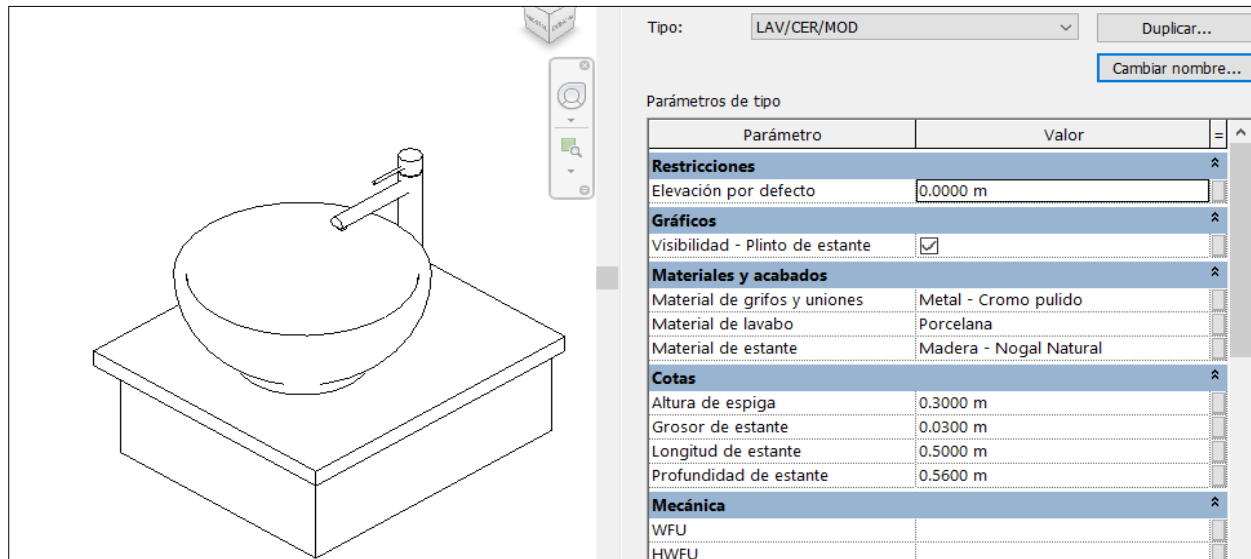 Tipo: LAV/CER/MOD Duplicar...
Cambiar nombre...
Parámetros de tipo
Parámetro Valor =
Restricciones
Elevación por defecto 0.0000 m
Gráficos
Visibilidad - Plinto de estante
Materiales y acabados
Material de grifos y uniones Metal - Cromo pulido
Material de lavabo Porcelana
Material de estante Madera - Nogal Natural
Cotas
Altura de espiga 0.3000 m
Grosor de estante 0.0300 m
Longitud de estante 0.5000 m
Profundidad de estante 0.5600 m
Mecánica
WFU
HWFU